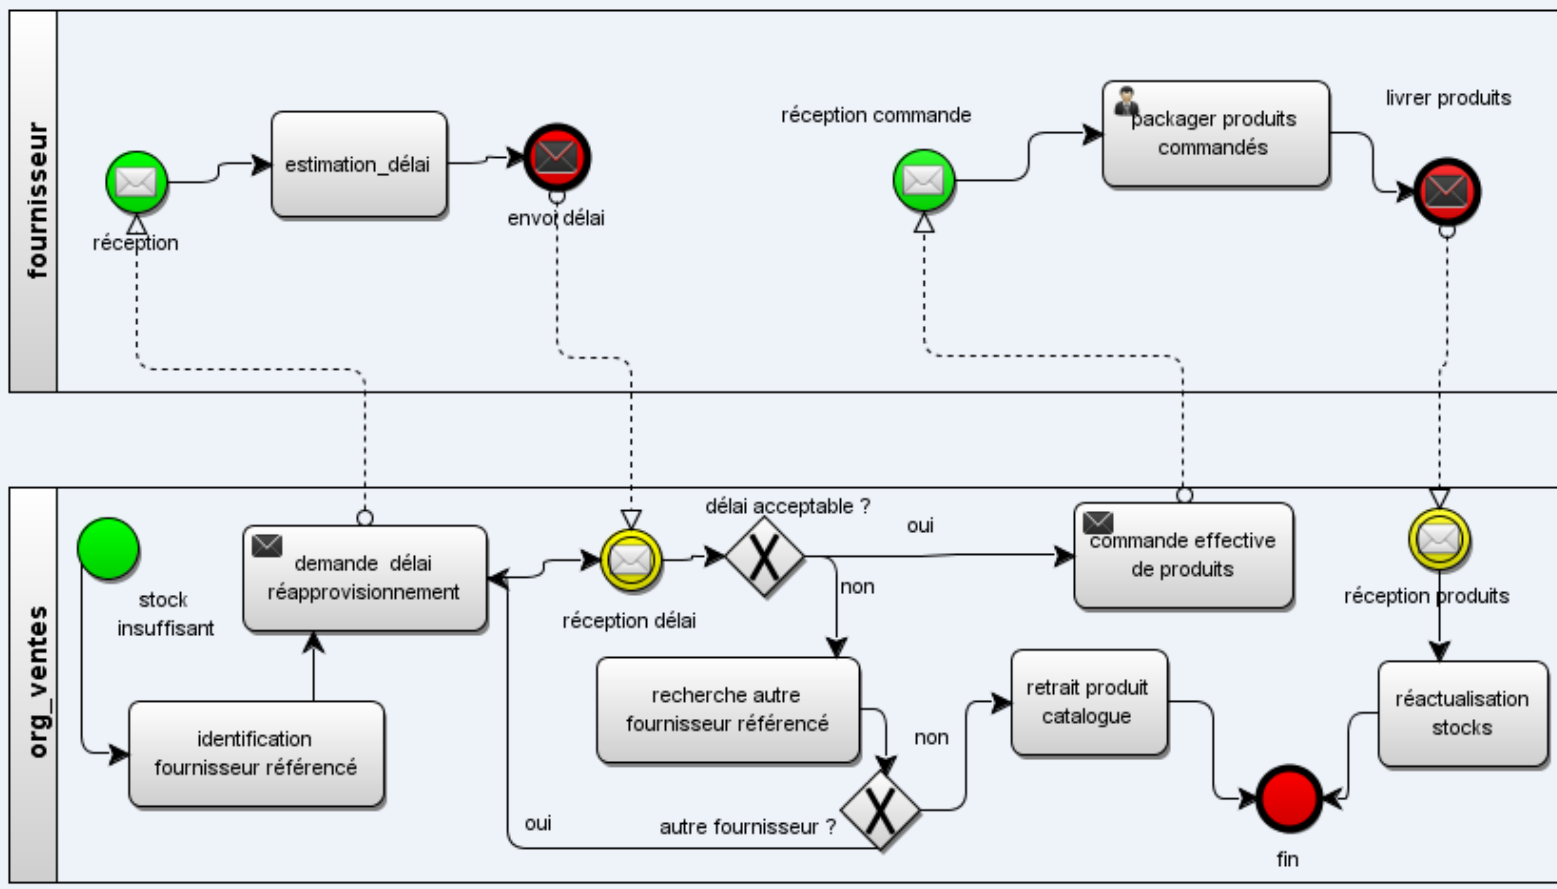 fournisseur
réception
estimation_délai
envoi délai
réception commande
packager produits
commandés
livrer produits
org_ventes
stock
insuffisant
identification
fournisseur référencé
demande délai
réapprovisionnement
réception délai
délai acceptable ?
oui
non
recherche autre
fournisseur référencé
autre fournisseur ?
oui
non
retrait produit
catalogue
commande effective
de produits
réception produits
réactualisation
stocks
fin